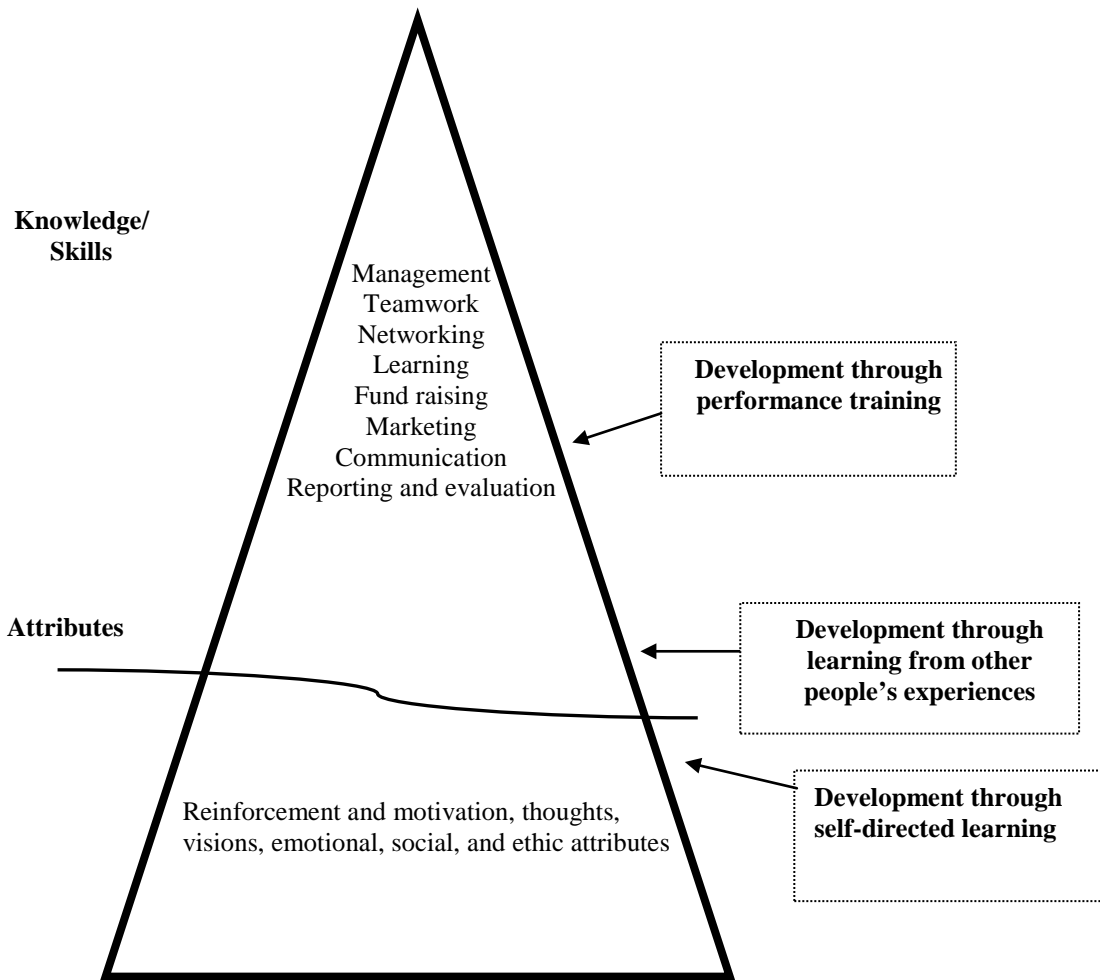 Knowledge/
Skills
Management
Teamwork
Networking
Learning
Fund raising
Marketing
Communication
Reporting and evaluation
Development through
performance training
Attributes
Development through
learning from other
people's experiences
Reinforcement and motivation, thoughts,
visions, emotional, social, and ethic attributes
Development through
self-directed learning